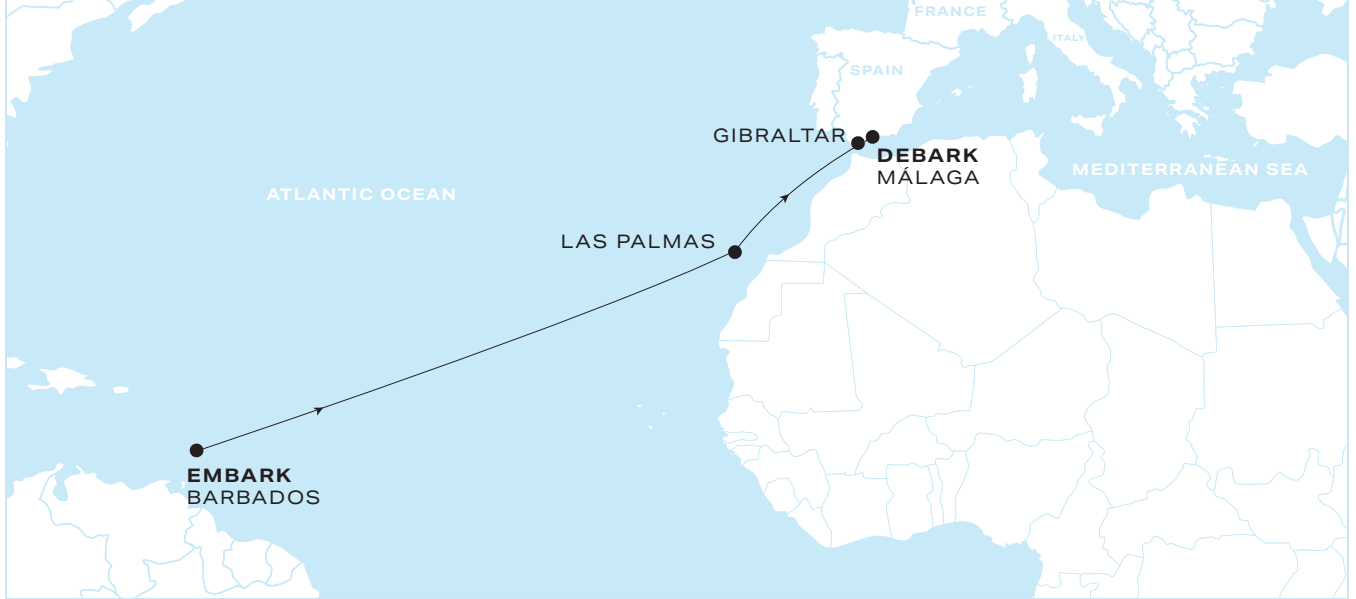 FRANCE
ITALY
SPAIN
GIBRALTAR
DEBARK
MÁLAGA
MEDITERRANEAN SEA
ATLANTIC OCEAN
LAS PALMAS
EMBARK
BARBADOS